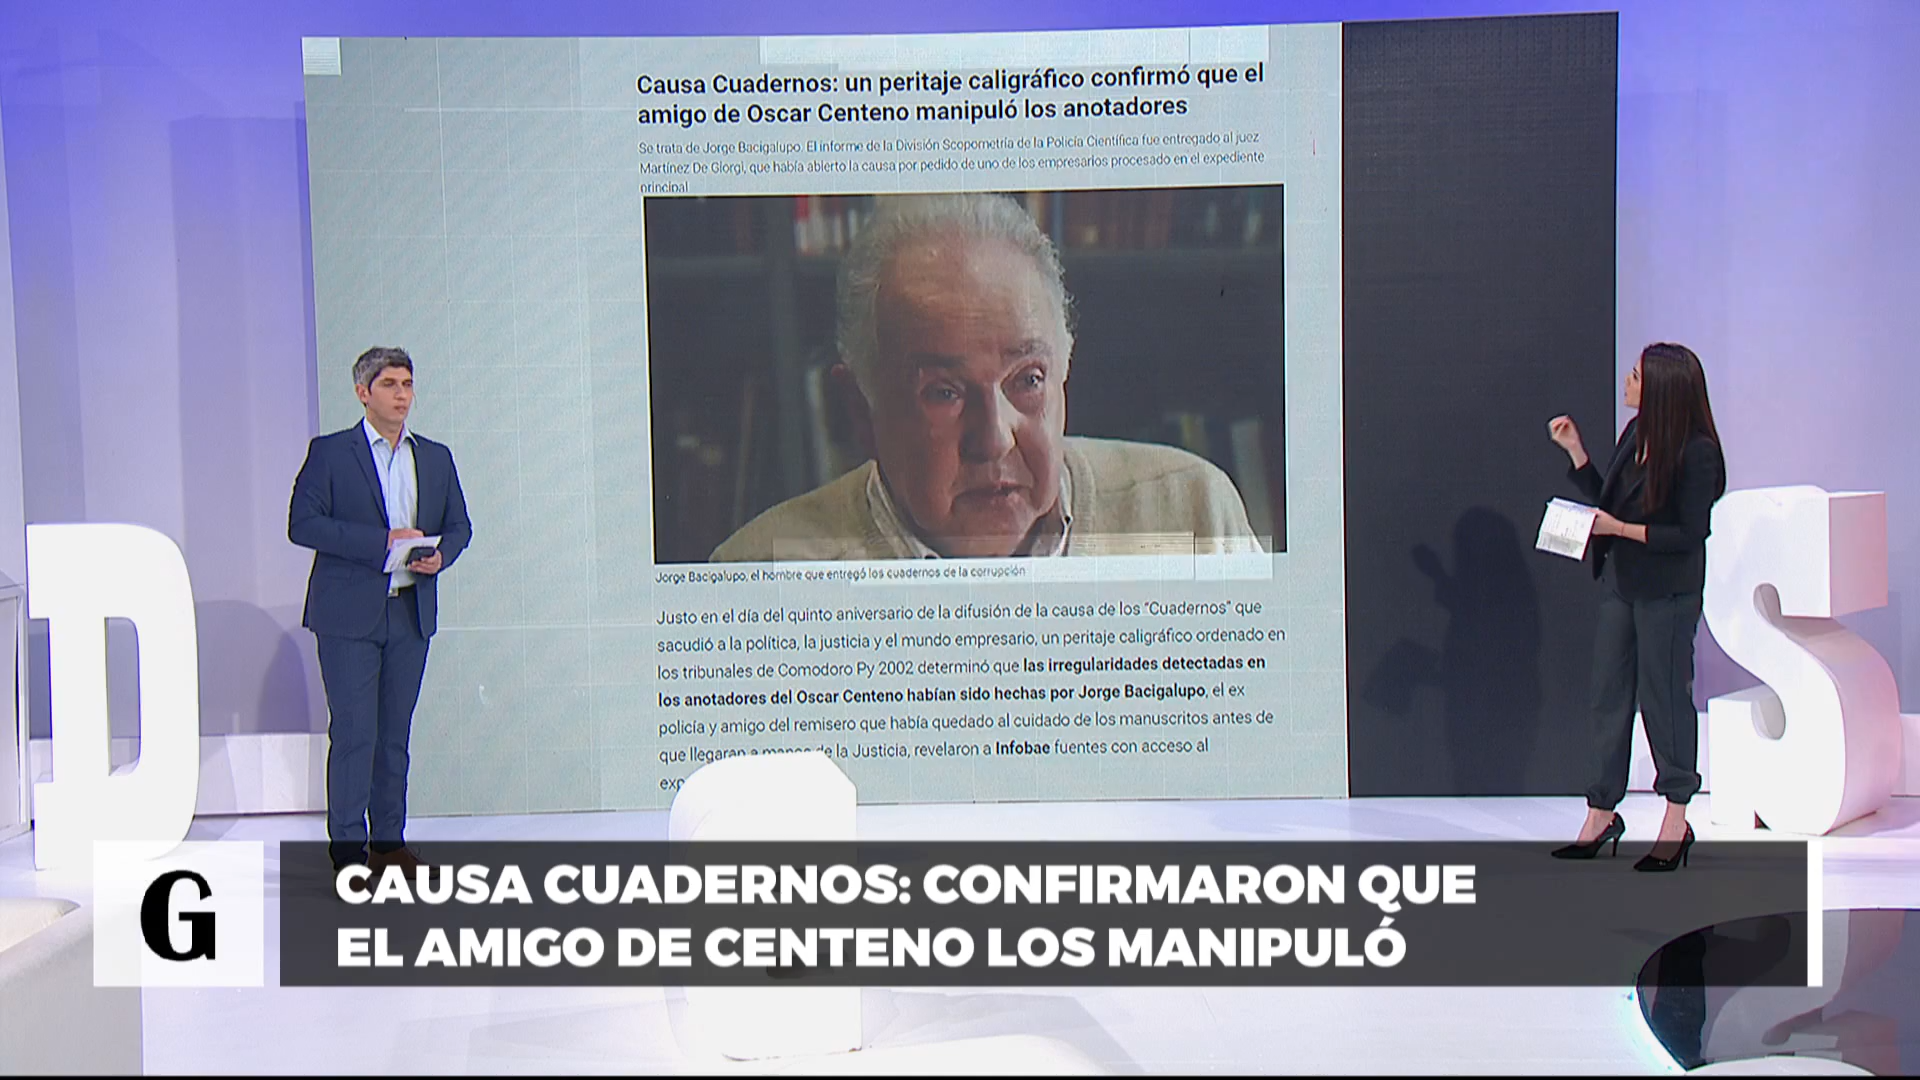 Causa Cuadernos: un peritaje caligráfico confirmó que el
amigo de Oscar Centeno manipuló los anotadores
Se trata de Jorge Bacigalupo. El informe de la División Scopometría de la Policía Científica fue entregado al juez
Martínez De Giorgi, que había abierto la causa por pedido de uno de los empresarios procesado en el expediente
principal
Jorge Bacigalupo, el hombre que entregó los cuadernos de la corrupción
Justo en el día del quinto aniversario de la difusión de la causa de los "Cuadernos" que
sacudió a la política, la justicia y el mundo empresario, un peritaje caligráfico ordenado en
los tribunales de Comodoro Py 2002 determinó que las irregularidades detectadas en
los anotadores del Oscar Centeno habían sido hechas por Jorge Bacigalupo, el ex
policía y amigo del remisero que había quedado al cuidado de los manuscritos antes de
que llegaran a manos de la Justicia, revelaron a Infobae fuentes con acceso al
D
S
G
CAUSA CUADERNOS: CONFIRMARON QUE
EL AMIGO DE CENTENO LOS MANIPULÓ